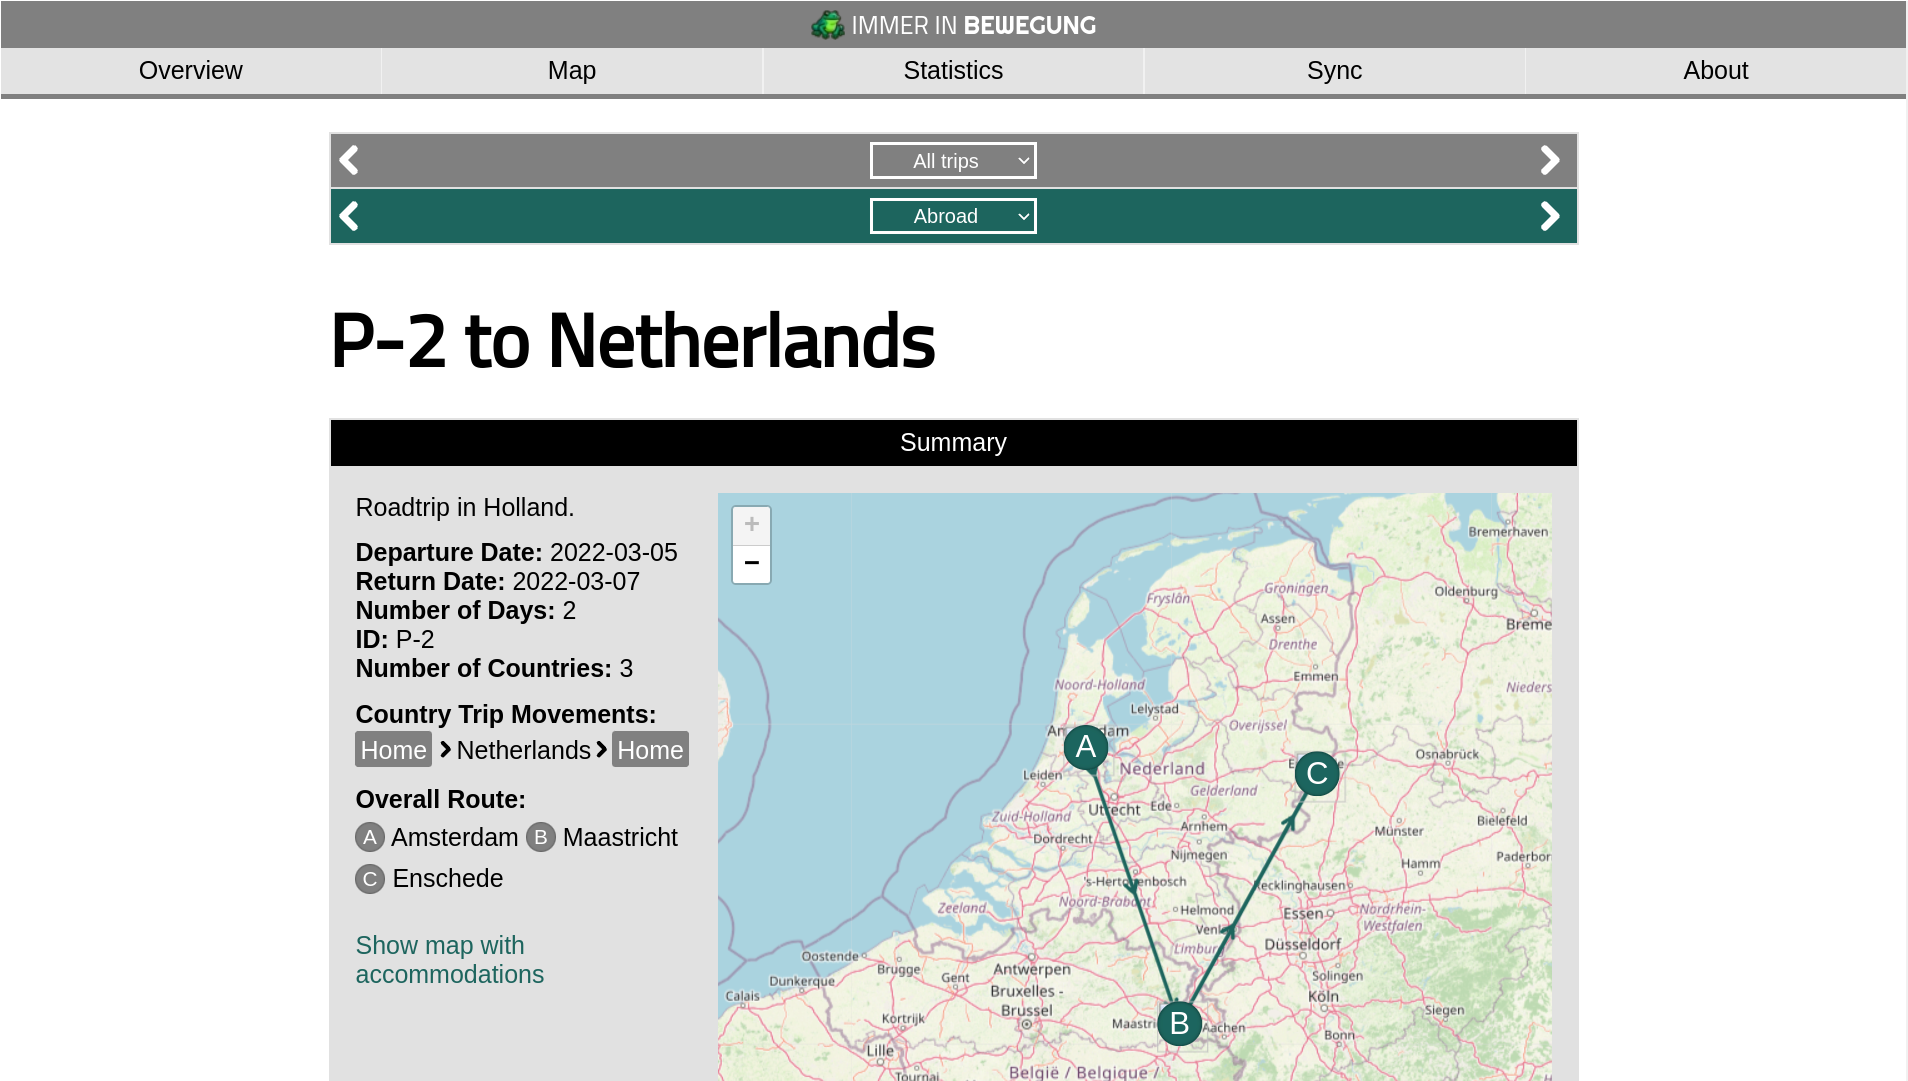 IMMER IN BEWEGUNG
Overview Map Statistics Sync About
All trips
Abroad
P-2 to Netherlands
Summary
Roadtrip in Holland.
Departure Date: 2022-03-05
Return Date: 2022-03-07
Number of Days: 2
ID: P-2
Number of Countries: 3
Country Trip Movements:
Home Netherlands Home
Overall Route:
A Amsterdam B Maastricht
C Enschede
Show map with
accommodations
+
−
Bremerhaven
Groningen
Oldenburg
Fryslân
Assen
Breme
Drenthe
Emmen
Noord-Holland
Nieders
Lelystad
Overijssel
A
Osnabrück
Nederland
C
Leiden
Gelderland
Utrecht
Ede
Zuid-Holland
Bielefeld
Arnhem
Münster
Dordrecht
Nijmegen
Paderbor
Hamm
's-Hertogenbosch
Recklinghausen
Noord-Brabant
Zeeland
Helmond
Essen
Nordrhein-
Westfalen
Venlo
Limbur
Düsseldorf
Oostende
Brugge
Antwerpen
Gent
Solingen
Dunkerque
Bruxelles -
Brussel
Calais
Köln
Siegen
Kortrijk
Maastri
B
Aachen
Bonn
Lille
België / Belgique /
Tournai